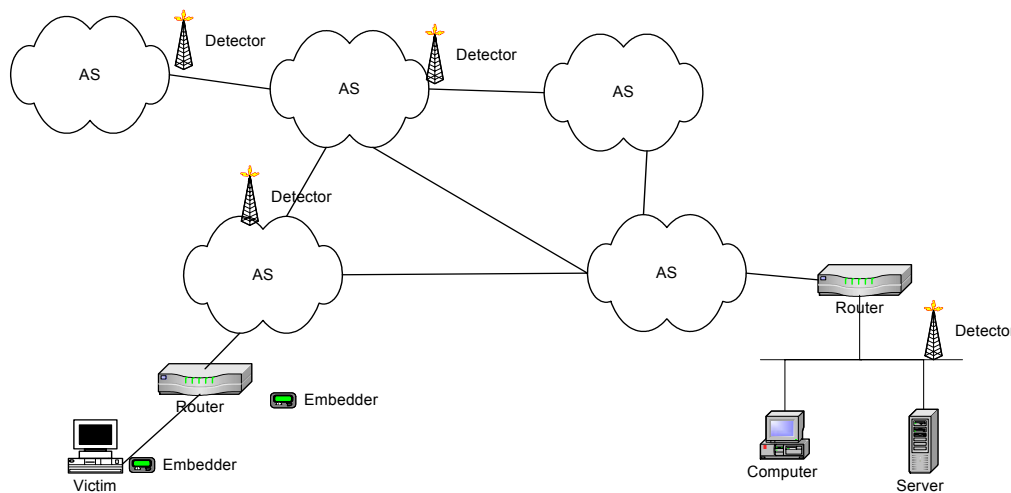 Detector
Detector
AS
AS
AS
Detector
AS
AS
Router
Detector
Router
Embedder
Embedder
Computer
Victim
Server